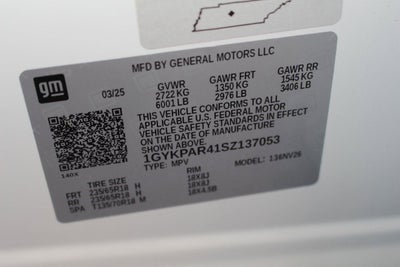 MFD BY GENERAL MOTORS LLC
gm
03/25
GVWR GAWR FRT GAWR RR
2722 KG 1350 KG 1545 KG
6001 LB 2976 LB 3406 LB
THIS VEHICLE CONFORMS TO ALL
APPLICABLE U.S. FEDERAL MOTOR
VEHICLE SAFETY STANDARDS IN EFFECT
ON THE DATE OF MANUFACTURE
1GYKPAR41SZ137053
140X TYPE: MPV MODEL: 136NV26
TIRE SIZE RIM
FRT 235/65R18 H 18X8J
RR 235/65R18 H 18X8J
SPA T135/70R18 M 18X4.5B